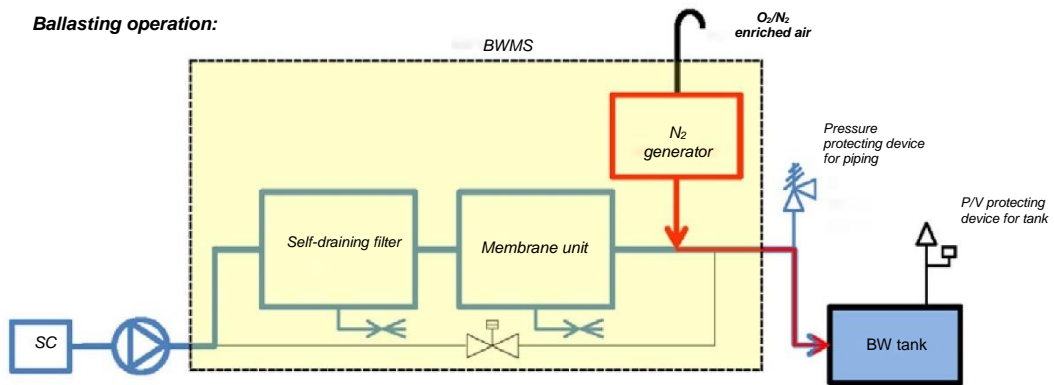 Ballasting operation:
O₂/N₂
enriched air
BWMS
N₂
generator
Pressure
protecting device
for piping
P/V protecting
device for tank
Self-draining filter
Membrane unit
SC
BW tank